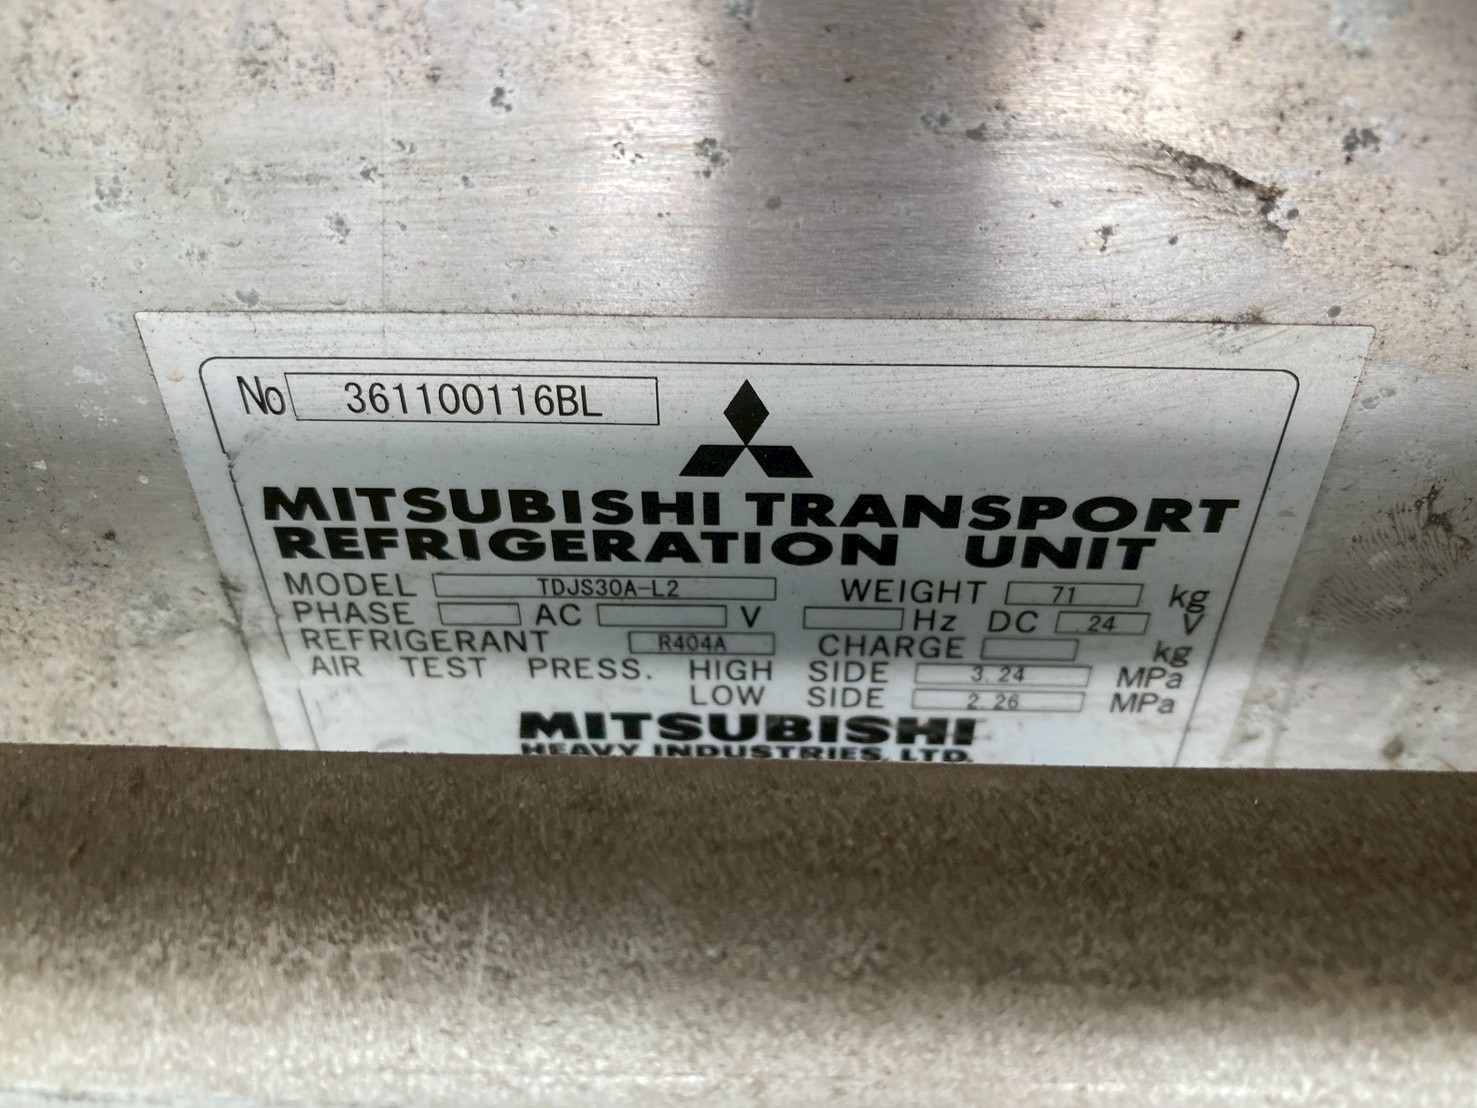 No 361100116BL
MITSUBISHI TRANSPORT
REFRIGERATION UNIT
MODEL TDJS30A-L2 WEIGHT 71 kg
PHASE AC V Hz DC 24 V
REFRIGERANT R404A CHARGE kg
AIR TEST PRESS. HIGH SIDE 3.24 MPa
LOW SIDE 2.26 MPa
MITSUBISHI
HEAVY INDUSTRIES, LTD.